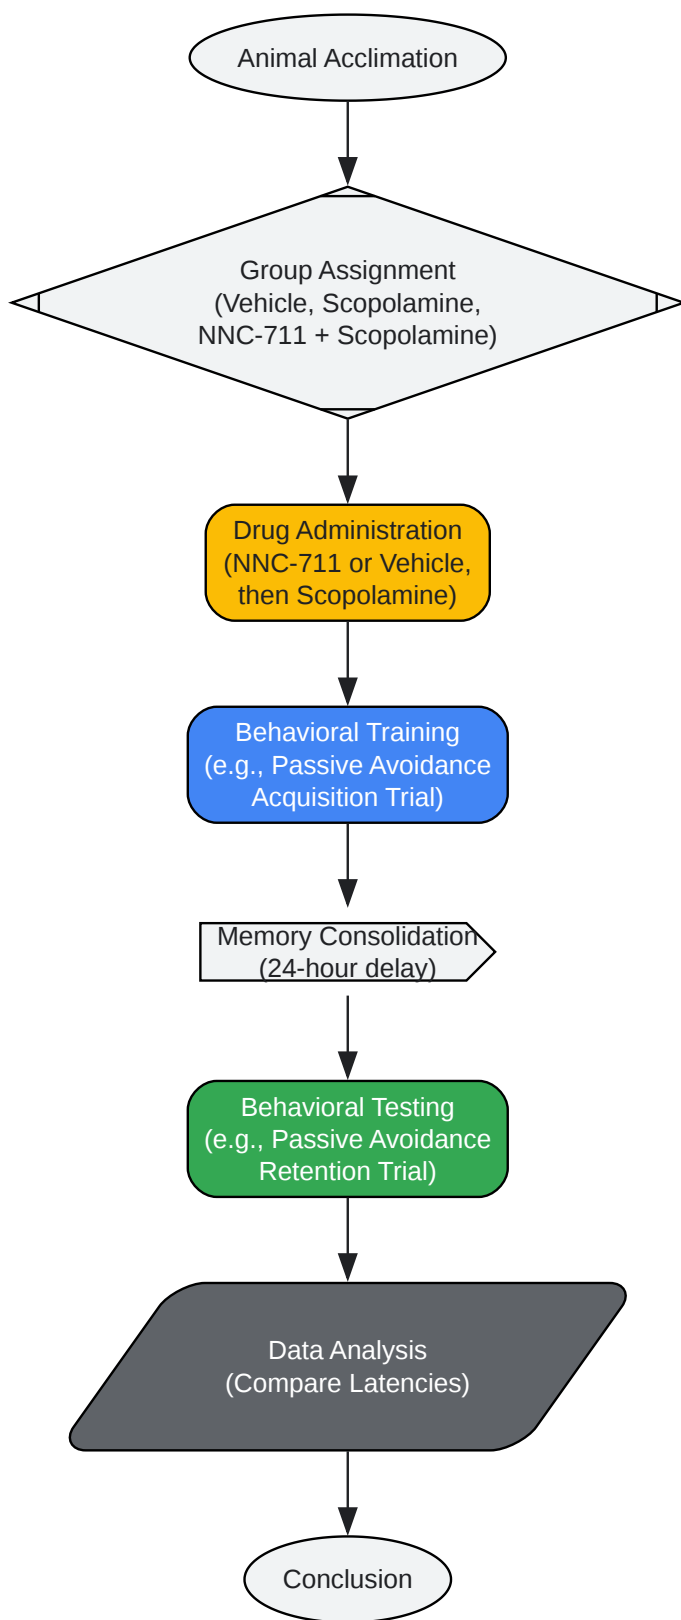 Animal Acclimation
Group Assignment
(Vehicle, Scopolamine,
NNC-711 + Scopolamine)
Drug Administration
(NNC-711 or Vehicle,
then Scopolamine)
Behavioral Training
(e.g., Passive Avoidance
Acquisition Trial)
Memory Consolidation
(24-hour delay)
Behavioral Testing
(e.g., Passive Avoidance
Retention Trial)
Data Analysis
(Compare Latencies)
Conclusion